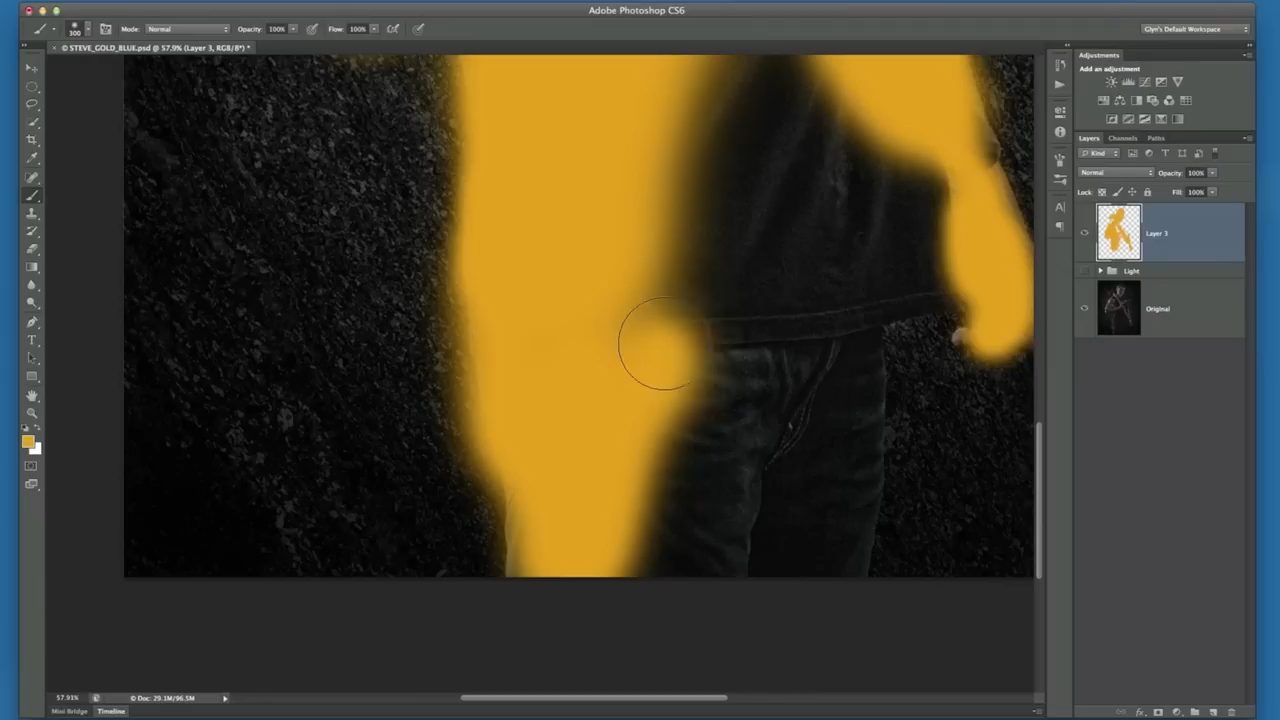 Adobe Photoshop CS6
300
Mode: Normal
Opacity: 100%
Flow: 100%
Glyn's Default Workspace
× © STEVE_GOLD_BLUE.psd @ 57.9% (Layer 3, RGB/8*) *
Adjustments
Add an adjustment
Layers Channels Paths
Kind
Normal
Opacity: 100%
Lock:
Fill: 100%
Layer 3
Light
Original
57.91%
© Doc: 29.1M/96.5M
Mini Bridge Timeline